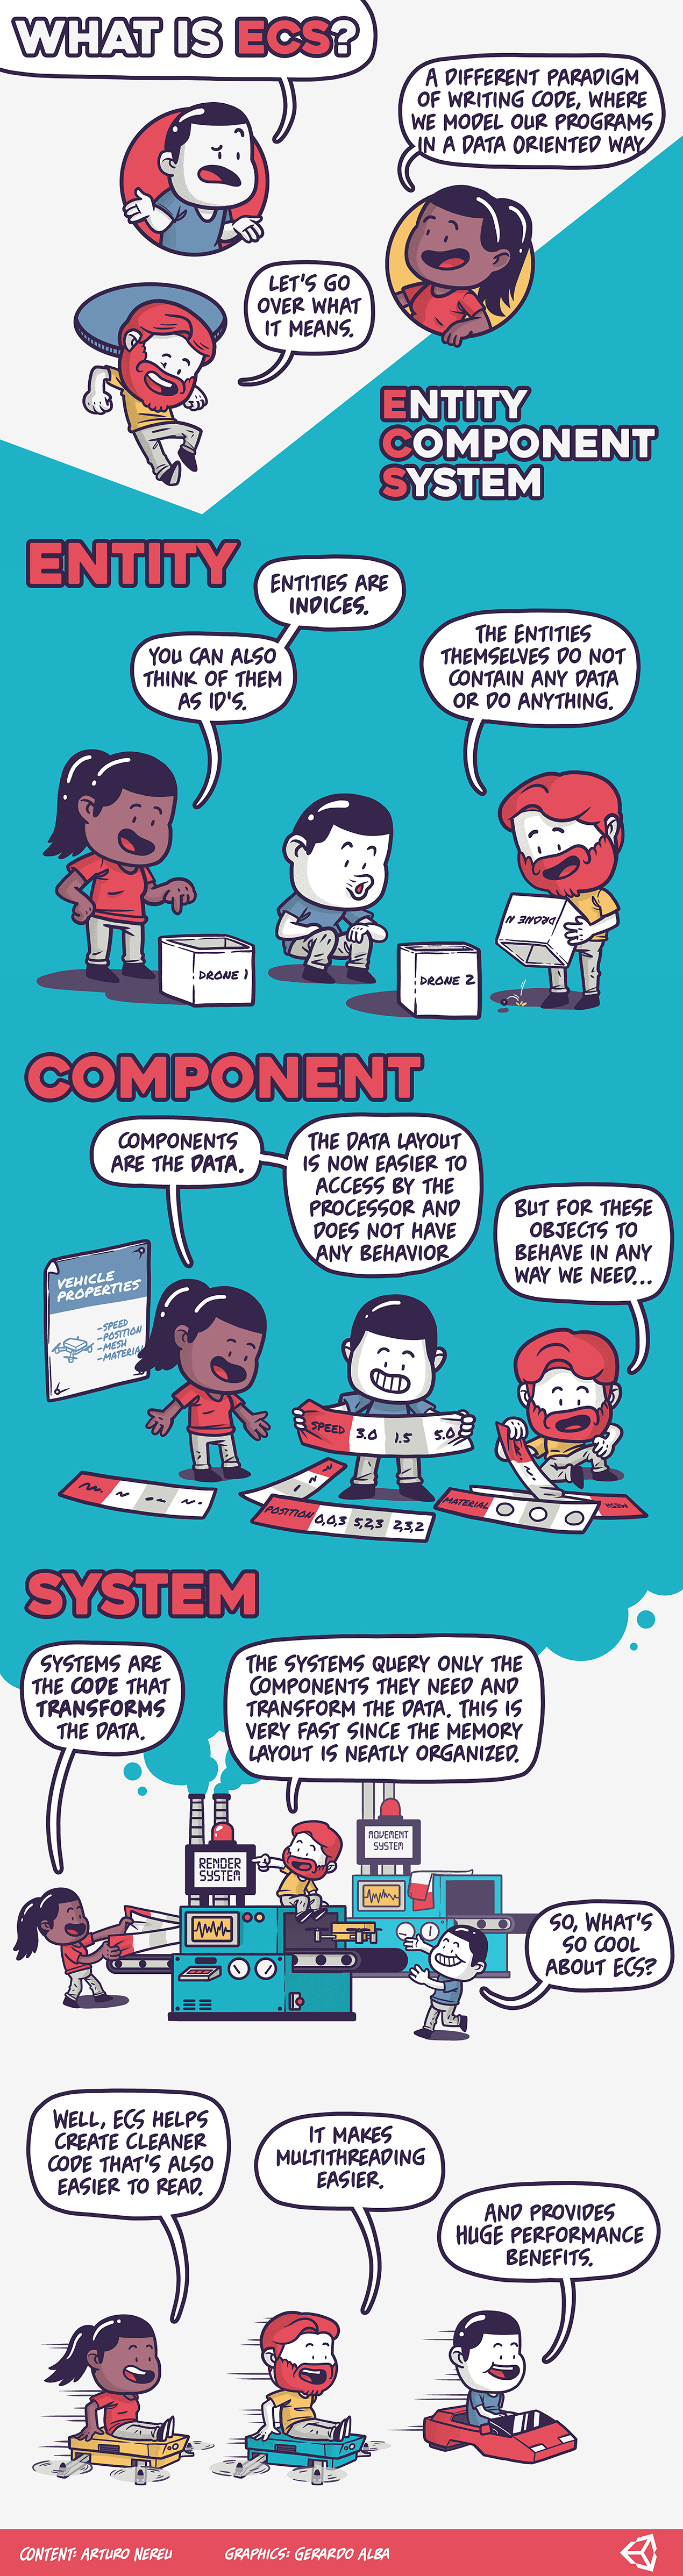 WHAT IS ECS?
A DIFFERENT PARADIGM
OF WRITING CODE, WHERE
WE MODEL OUR PROGRAMS
IN A DATA ORIENTED WAY
LET'S GO
OVER WHAT
IT MEANS.
ENTITY
COMPONENT
SYSTEM
ENTITY
ENTITIES ARE
INDICES.
YOU CAN ALSO
THINK OF THEM
AS ID'S.
THE ENTITIES
THEMSELVES DO NOT
CONTAIN ANY DATA
OR DO ANYTHING.
DRONE 1
DRONE 2
DRONE N
COMPONENT
COMPONENTS
ARE THE DATA.
THE DATA LAYOUT
IS NOW EASIER TO
ACCESS BY THE
PROCESSOR AND
DOES NOT HAVE
ANY BEHAVIOR
BUT FOR THESE
OBJECTS TO
BEHAVE IN ANY
WAY WE NEED...
VEHICLE
PROPERTIES
-SPEED
-POSITION
-MESH
-MATERIAL
SPEED 3.0 1.5 5.0
POSITION 0,0,3 5,2,3 2,3,2
MATERIAL
MESH
SYSTEM
SYSTEMS ARE
THE CODE THAT
TRANSFORMS
THE DATA.
THE SYSTEMS QUERY ONLY THE
COMPONENTS THEY NEED AND
TRANSFORM THE DATA. THIS IS
VERY FAST SINCE THE MEMORY
LAYOUT IS NEATLY ORGANIZED.
RENDER
SYSTEM
MOVEMENT
SYSTEM
SO, WHAT'S
SO COOL
ABOUT ECS?
WELL, ECS HELPS
CREATE CLEANER
CODE THAT'S ALSO
EASIER TO READ.
IT MAKES
MULTITHREADING
EASIER.
AND PROVIDES
HUGE PERFORMANCE
BENEFITS.
CONTENT: ARTURO NEREU
GRAPHICS: GERARDO ALBA